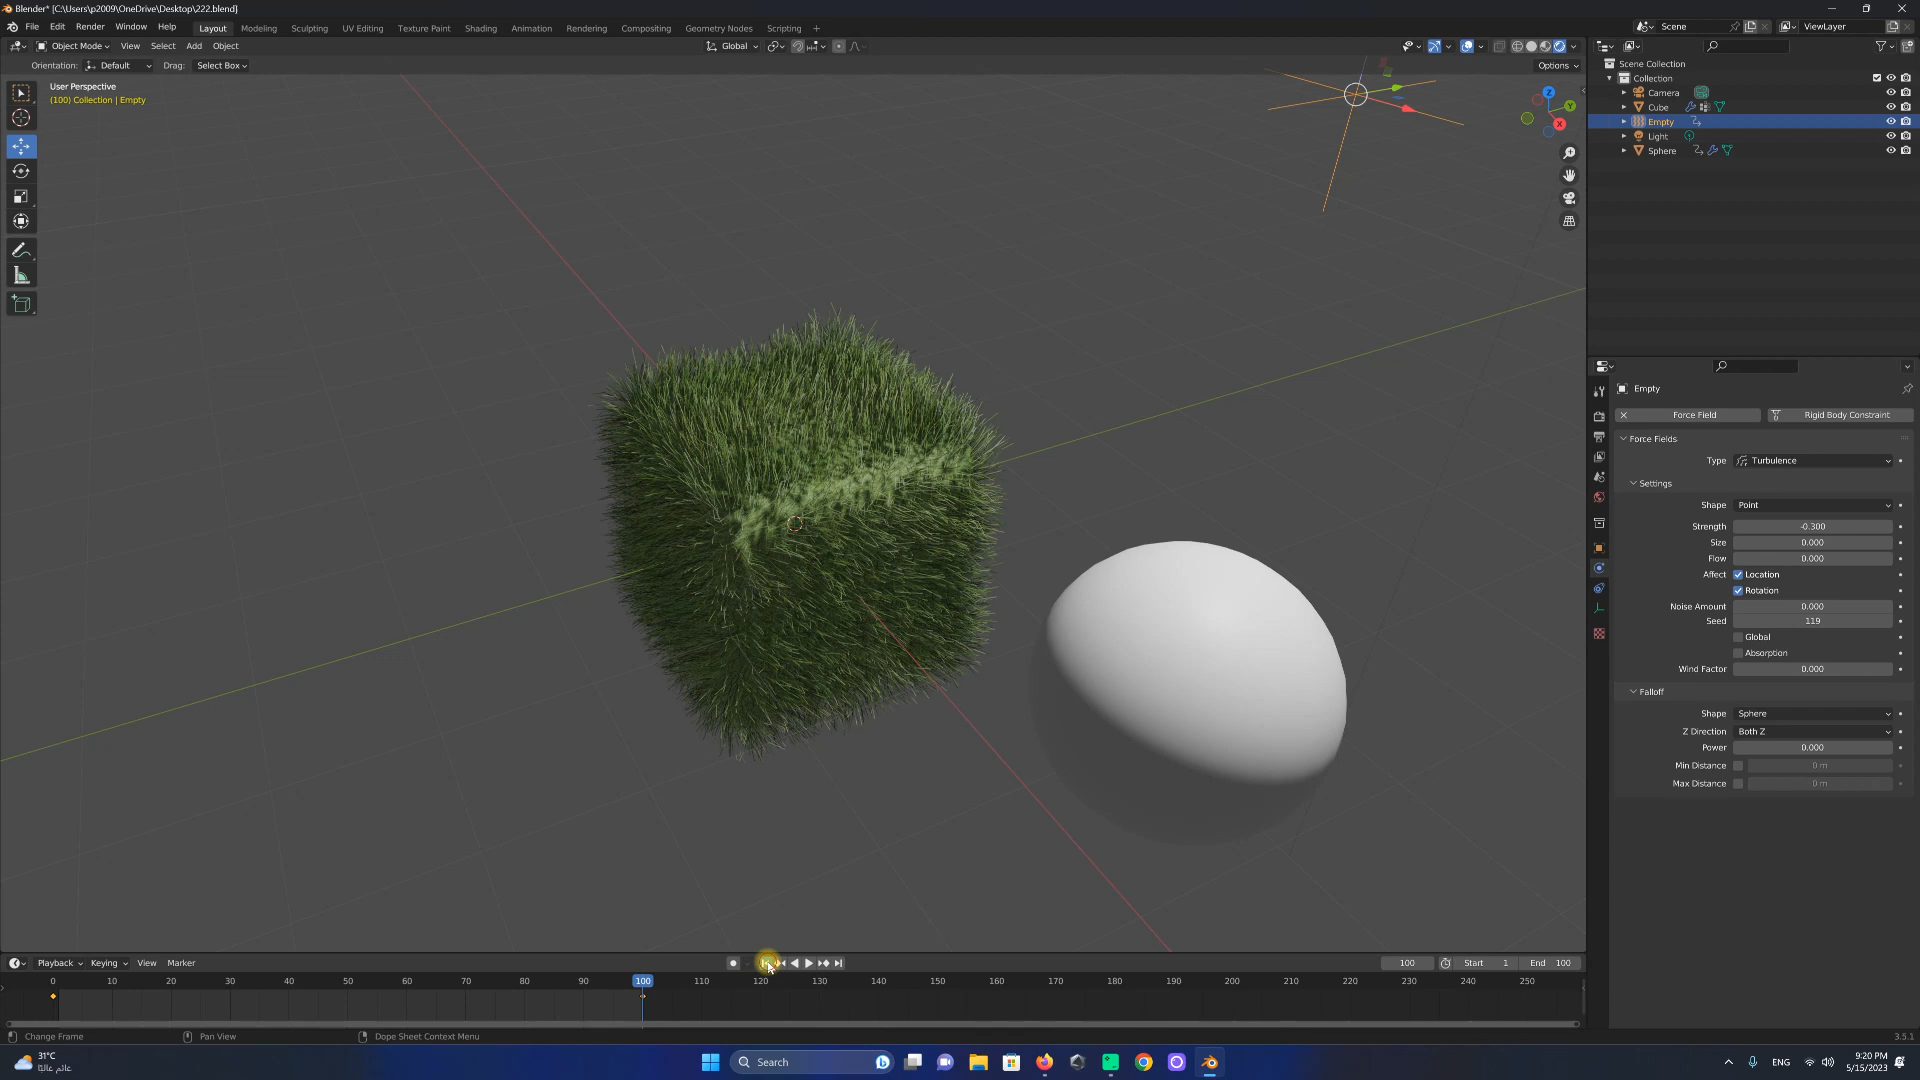 Blender* [C:\Users\p2009\OneDrive\Desktop\222.blend]
File Edit Render Window Help Layout Modeling Sculpting UV Editing Texture Paint Shading Animation Rendering Compositing Geometry Nodes Scripting + Scene ViewLayer
Object Mode View Select Add Object Global
Orientation: Default Drag: Select Box Options
User Perspective
(100) Collection | Empty
Z
Y
X
Scene Collection
Collection
Camera
Cube
Empty
Light
Sphere
Empty
Force Field Rigid Body Constraint
Force Fields
Type Turbulence
Settings
Shape Point
Strength -0.300
Size 0.000
Flow 0.000
Affect Location
Rotation
Noise Amount 0.000
Seed 119
Global
Absorption
Wind Factor 0.000
Falloff
Shape Sphere
Z Direction Both Z
Power 0.000
Min Distance 0 m
Max Distance 0 m
Playback Keying View Marker 100 Start 1 End 100
0 10 20 30 40 50 60 70 80 90 100 110 120 130 140 150 160 170 180 190 200 210 220 230 240 250
Change Frame Pan View Dope Sheet Context Menu 3.5.1
31°C
غائم غالبًا
Search
ENG
9:20 PM
5/15/2023